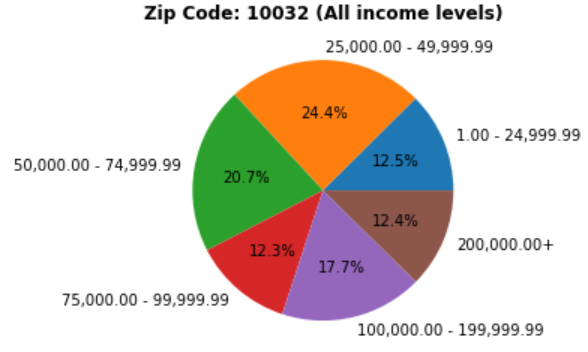 Zip Code: 10032 (All income levels)
25,000.00 - 49,999.99
24.4%
1.00 - 24,999.99
12.5%
50,000.00 - 74,999.99
20.7%
12.4%
200,000.00+
12.3%
17.7%
75,000.00 - 99,999.99
100,000.00 - 199,999.99